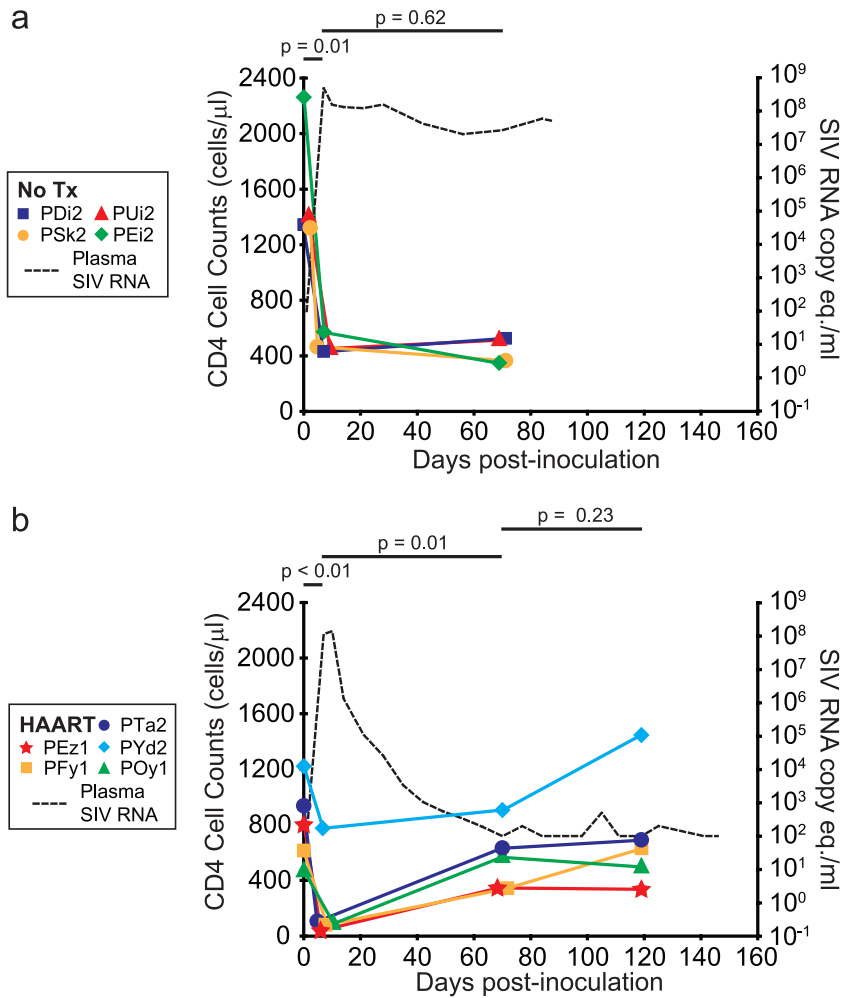 a
p = 0.62
p = 0.01
2400
2000
1600
1200
800
400
0
CD4 Cell Counts (cells/µl)
10⁹
10⁸
10⁷
10⁶
10⁵
10⁴
10³
10²
10¹
10⁰
10⁻¹
SIV RNA copy eq./ml
0 20 40 60 80 100 120 140 160
Days post-inoculation
No Tx
PDi2 PUi2
PSk2 PEi2
Plasma
SIV RNA
b
p = 0.23
p = 0.01
p < 0.01
2400
2000
1600
1200
800
400
0
CD4 Cell Counts (cells/µl)
10⁹
10⁸
10⁷
10⁶
10⁵
10⁴
10³
10²
10¹
10⁰
10⁻¹
SIV RNA copy eq./ml
0 20 40 60 80 100 120 140 160
Days post-inoculation
HAART PTa2
PEz1 PYd2
PFy1 POy1
Plasma
SIV RNA